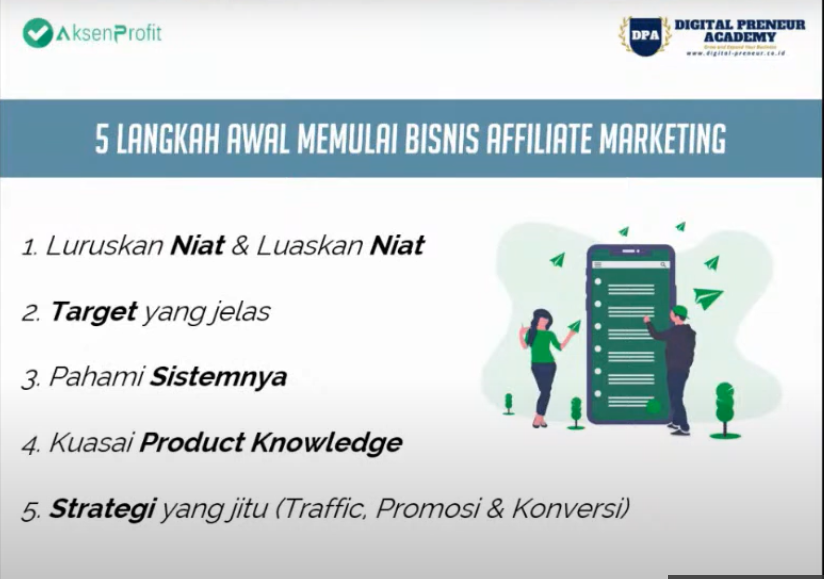 AksenProfit
DPA
DIGITAL PRENEUR
ACADEMY
Grow and Expand Your Business
www.digital-preneur.co.id
5 LANGKAH AWAL MEMULAI BISNIS AFFILIATE MARKETING
1. Luruskan Niat & Luaskan Niat
2. Target yang jelas
3. Pahami Sistemnya
4. Kuasai Product Knowledge
5. Strategi yang jitu (Traffic, Promosi & Konversi)